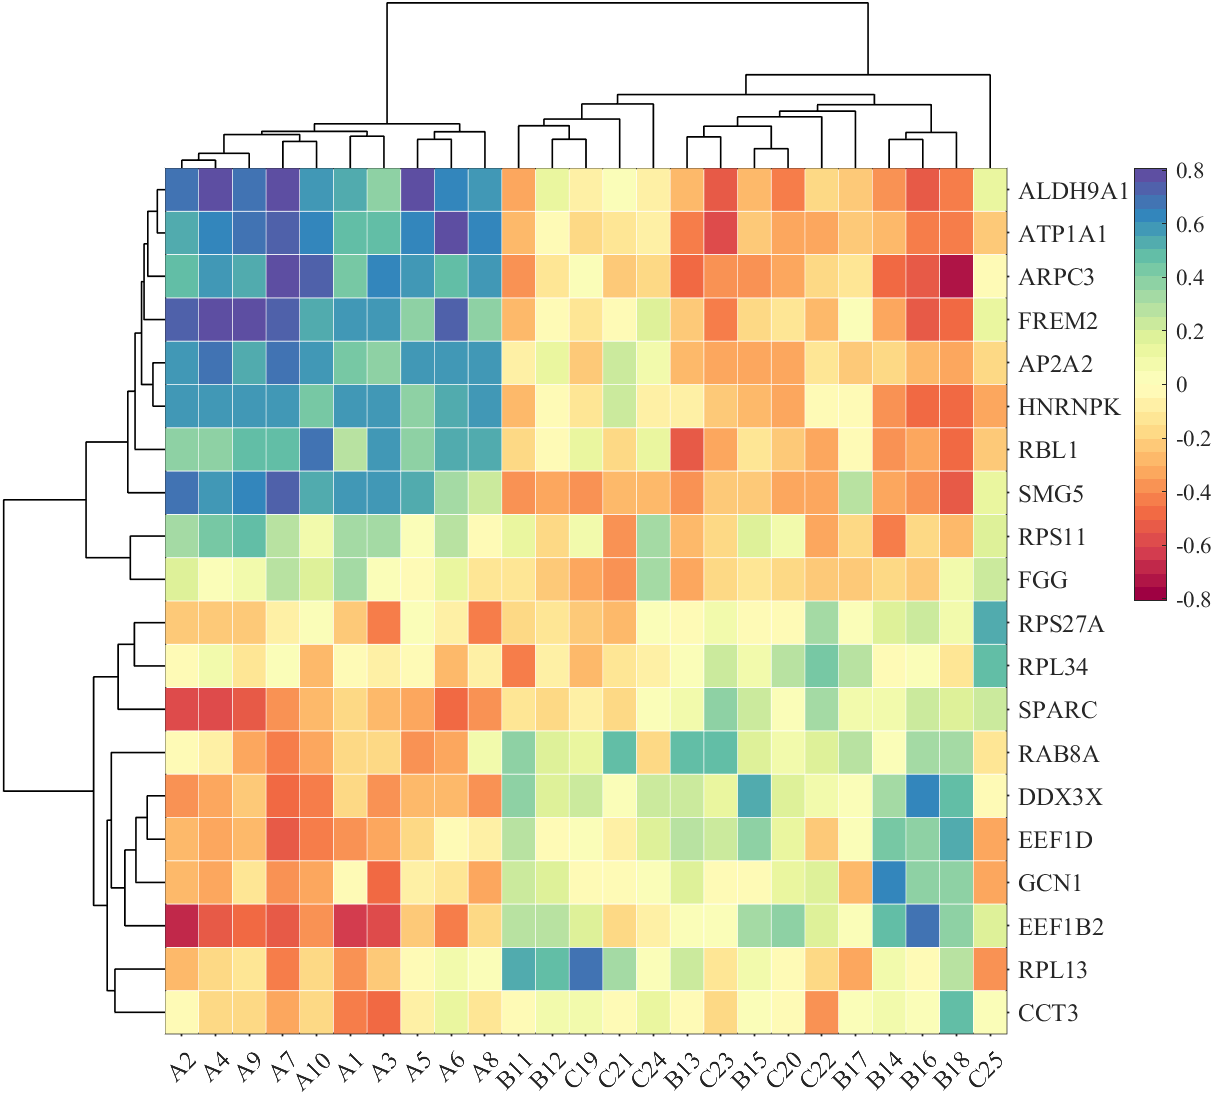 ALDH9A1
ATP1A1
ARPC3
FREM2
AP2A2
HNRNPK
RBL1
SMG5
RPS11
FGG
RPS27A
RPL34
SPARC
RAB8A
DDX3X
EEF1D
GCN1
EEF1B2
RPL13
CCT3
0.8
0.6
0.4
0.2
0
-0.2
-0.4
-0.6
-0.8
A2 A4 A9 A7 A10 A1 A3 A5 A6 A8 B11 B12 C19 C21 C24 B13 C23 B15 C20 C22 B17 B14 B16 B18 C25